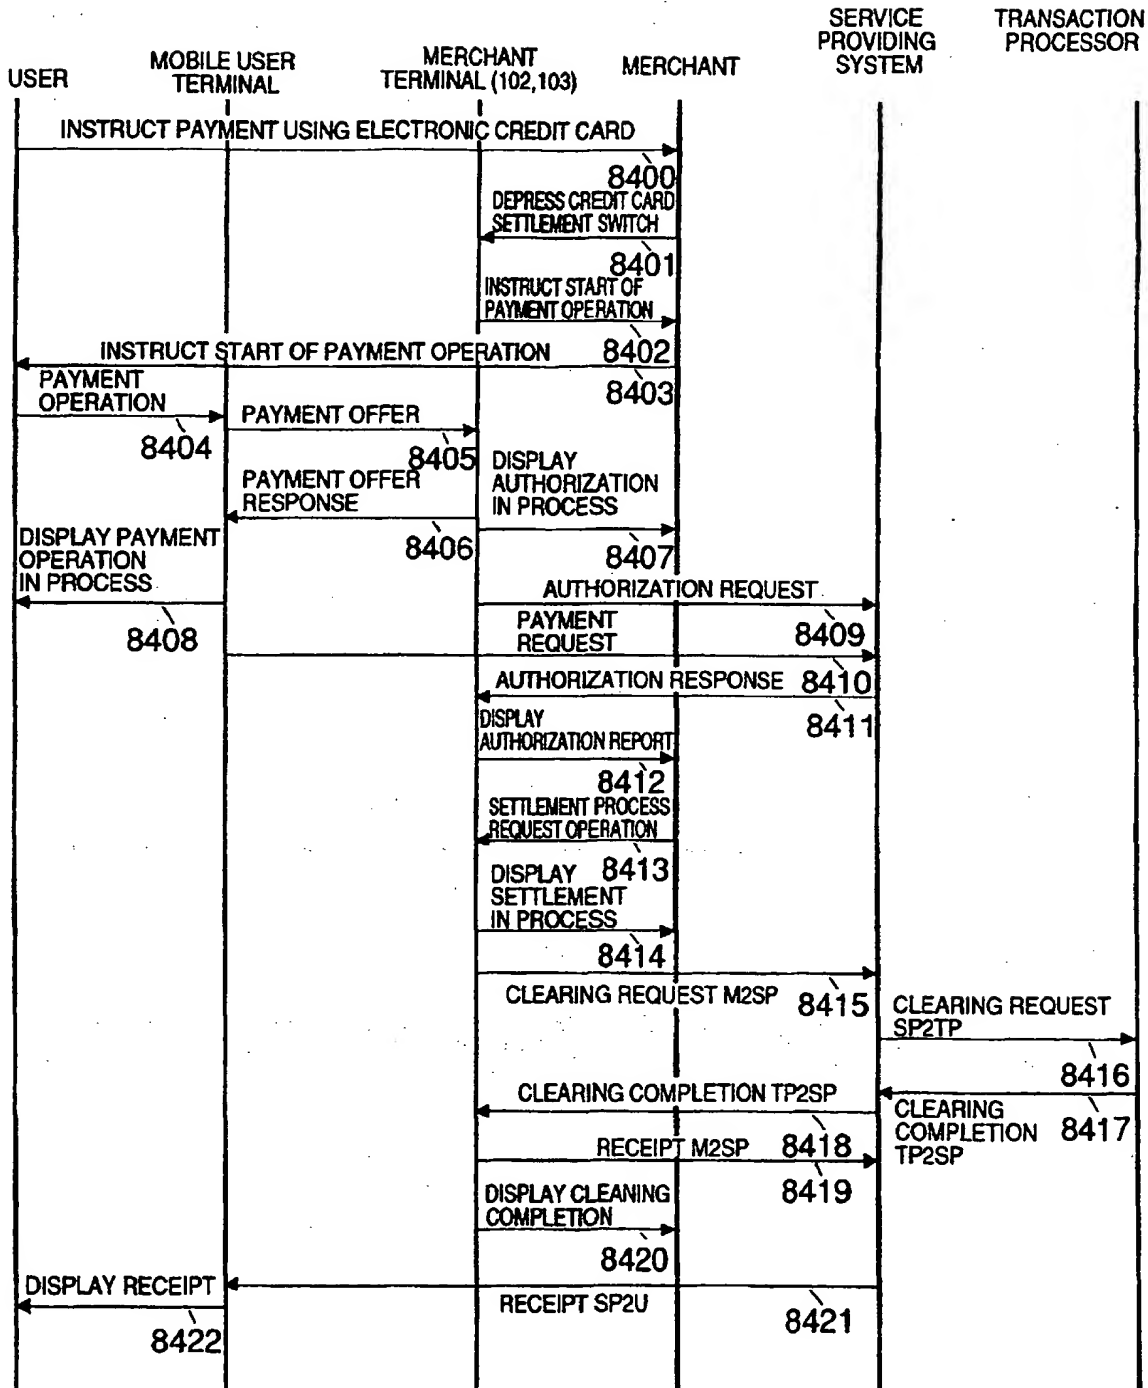 USER
MOBILE USER
TERMINAL
MERCHANT
TERMINAL (102,103)
MERCHANT
SERVICE
PROVIDING
SYSTEM
TRANSACTION
PROCESSOR
INSTRUCT PAYMENT USING ELECTRONIC CREDIT CARD
8400
DEPRESS CREDIT CARD
SETTLEMENT SWITCH
8401
INSTRUCT START OF
PAYMENT OPERATION
8402
INSTRUCT START OF PAYMENT OPERATION
8403
PAYMENT
OPERATION
8404
PAYMENT OFFER
8405
PAYMENT OFFER
RESPONSE
8406
DISPLAY
AUTHORIZATION
IN PROCESS
8407
DISPLAY PAYMENT
OPERATION
IN PROCESS
8408
AUTHORIZATION REQUEST
8409
PAYMENT
REQUEST
8410
AUTHORIZATION RESPONSE
8411
DISPLAY
AUTHORIZATION REPORT
8412
SETTLEMENT PROCESS
REQUEST OPERATION
8413
DISPLAY
SETTLEMENT
IN PROCESS
8414
CLEARING REQUEST M2SP
8415
CLEARING REQUEST
SP2TP
8416
CLEARING
COMPLETION
TP2SP
8417
CLEARING COMPLETION TP2SP
8418
RECEIPT M2SP
8419
DISPLAY CLEANING
COMPLETION
8420
RECEIPT SP2U
8421
DISPLAY RECEIPT
8422